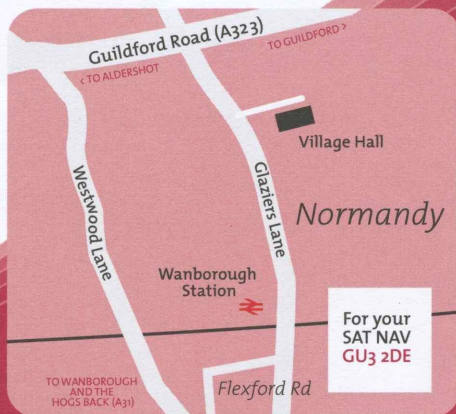 Guildford Road (A323)
TO GUILDFORD >
< TO ALDERSHOT
Village Hall
Westwood Lane
Glaziers Lane
Normandy
Wanborough
Station
For your
SAT NAV
GU3 2DE
TO WANBOROUGH
AND THE
HOGS BACK (A31)
Flexford Rd